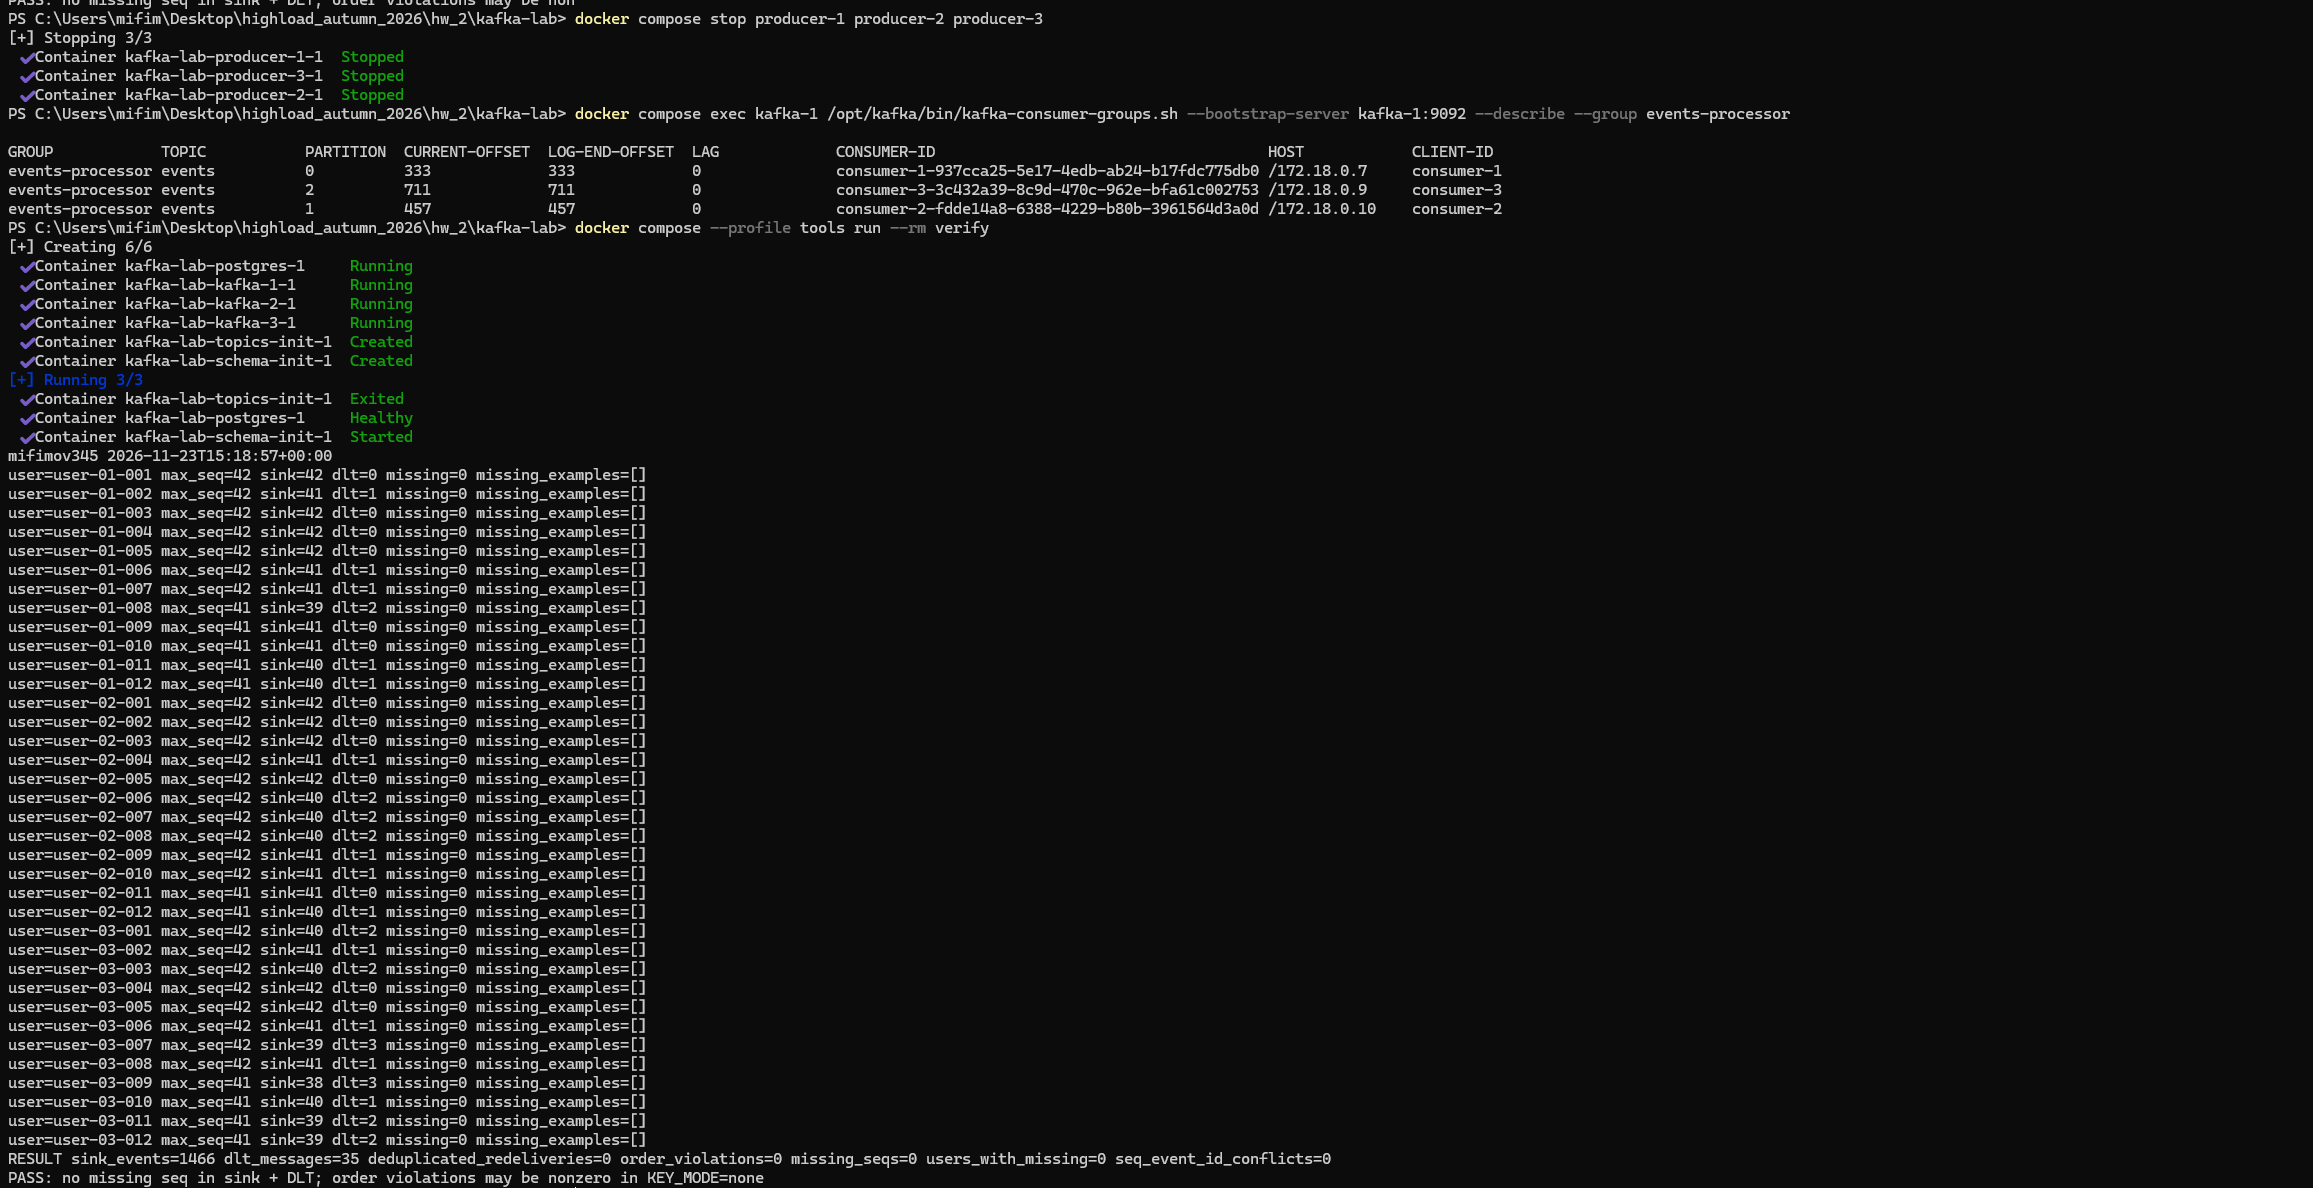 PASS: no missing seq in sink + DLT; order violations may be non
PS C:\Users\mifim\Desktop\highload_autumn_2026\hw_2\kafka-lab> docker compose stop producer-1 producer-2 producer-3
[+] Stopping 3/3
✔Container kafka-lab-producer-1-1  Stopped
✔Container kafka-lab-producer-3-1  Stopped
✔Container kafka-lab-producer-2-1  Stopped
PS C:\Users\mifim\Desktop\highload_autumn_2026\hw_2\kafka-lab> docker compose exec kafka-1 /opt/kafka/bin/kafka-consumer-groups.sh --bootstrap-server kafka-1:9092 --describe --group events-processor
GROUP            TOPIC           PARTITION  CURRENT-OFFSET  LOG-END-OFFSET  LAG             CONSUMER-ID                                     HOST            CLIENT-ID
events-processor events          0          333             333             0               consumer-1-937cca25-5e17-4edb-ab24-b17fdc775db0 /172.18.0.7     consumer-1
events-processor events          2          711             711             0               consumer-3-3c432a39-8c9d-470c-962e-bfa61c002753 /172.18.0.9     consumer-3
events-processor events          1          457             457             0               consumer-2-fdde14a8-6388-4229-b80b-3961564d3a0d /172.18.0.10    consumer-2
PS C:\Users\mifim\Desktop\highload_autumn_2026\hw_2\kafka-lab> docker compose --profile tools run --rm verify
[+] Creating 6/6
✔Container kafka-lab-postgres-1     Running
✔Container kafka-lab-kafka-1-1      Running
✔Container kafka-lab-kafka-2-1      Running
✔Container kafka-lab-kafka-3-1      Running
✔Container kafka-lab-topics-init-1  Created
✔Container kafka-lab-schema-init-1  Created
[+] Running 3/3
✔Container kafka-lab-topics-init-1  Exited
✔Container kafka-lab-postgres-1     Healthy
✔Container kafka-lab-schema-init-1  Started
mifimov345 2026-11-23T15:18:57+00:00
user=user-01-001 max_seq=42 sink=42 dlt=0 missing=0 missing_examples=[]
user=user-01-002 max_seq=42 sink=41 dlt=1 missing=0 missing_examples=[]
user=user-01-003 max_seq=42 sink=42 dlt=0 missing=0 missing_examples=[]
user=user-01-004 max_seq=42 sink=42 dlt=0 missing=0 missing_examples=[]
user=user-01-005 max_seq=42 sink=42 dlt=0 missing=0 missing_examples=[]
user=user-01-006 max_seq=42 sink=41 dlt=1 missing=0 missing_examples=[]
user=user-01-007 max_seq=42 sink=41 dlt=1 missing=0 missing_examples=[]
user=user-01-008 max_seq=41 sink=39 dlt=2 missing=0 missing_examples=[]
user=user-01-009 max_seq=41 sink=41 dlt=0 missing=0 missing_examples=[]
user=user-01-010 max_seq=41 sink=41 dlt=0 missing=0 missing_examples=[]
user=user-01-011 max_seq=41 sink=40 dlt=1 missing=0 missing_examples=[]
user=user-01-012 max_seq=41 sink=40 dlt=1 missing=0 missing_examples=[]
user=user-02-001 max_seq=42 sink=42 dlt=0 missing=0 missing_examples=[]
user=user-02-002 max_seq=42 sink=42 dlt=0 missing=0 missing_examples=[]
user=user-02-003 max_seq=42 sink=42 dlt=0 missing=0 missing_examples=[]
user=user-02-004 max_seq=42 sink=41 dlt=1 missing=0 missing_examples=[]
user=user-02-005 max_seq=42 sink=42 dlt=0 missing=0 missing_examples=[]
user=user-02-006 max_seq=42 sink=40 dlt=2 missing=0 missing_examples=[]
user=user-02-007 max_seq=42 sink=40 dlt=2 missing=0 missing_examples=[]
user=user-02-008 max_seq=42 sink=40 dlt=2 missing=0 missing_examples=[]
user=user-02-009 max_seq=42 sink=41 dlt=1 missing=0 missing_examples=[]
user=user-02-010 max_seq=42 sink=41 dlt=1 missing=0 missing_examples=[]
user=user-02-011 max_seq=41 sink=41 dlt=0 missing=0 missing_examples=[]
user=user-02-012 max_seq=41 sink=40 dlt=1 missing=0 missing_examples=[]
user=user-03-001 max_seq=42 sink=40 dlt=2 missing=0 missing_examples=[]
user=user-03-002 max_seq=42 sink=41 dlt=1 missing=0 missing_examples=[]
user=user-03-003 max_seq=42 sink=40 dlt=2 missing=0 missing_examples=[]
user=user-03-004 max_seq=42 sink=42 dlt=0 missing=0 missing_examples=[]
user=user-03-005 max_seq=42 sink=42 dlt=0 missing=0 missing_examples=[]
user=user-03-006 max_seq=42 sink=41 dlt=1 missing=0 missing_examples=[]
user=user-03-007 max_seq=42 sink=39 dlt=3 missing=0 missing_examples=[]
user=user-03-008 max_seq=42 sink=41 dlt=1 missing=0 missing_examples=[]
user=user-03-009 max_seq=41 sink=38 dlt=3 missing=0 missing_examples=[]
user=user-03-010 max_seq=41 sink=40 dlt=1 missing=0 missing_examples=[]
user=user-03-011 max_seq=41 sink=39 dlt=2 missing=0 missing_examples=[]
user=user-03-012 max_seq=41 sink=39 dlt=2 missing=0 missing_examples=[]
RESULT sink_events=1466 dlt_messages=35 deduplicated_redeliveries=0 order_violations=0 missing_seqs=0 users_with_missing=0 seq_event_id_conflicts=0
PASS: no missing seq in sink + DLT; order violations may be nonzero in KEY_MODE=none